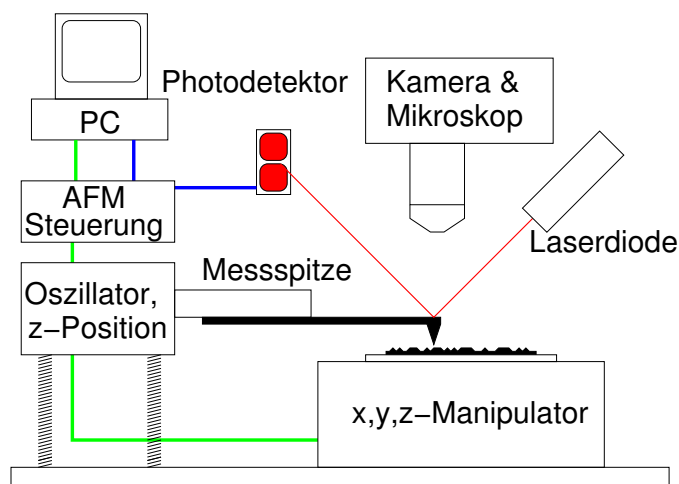 Photodetektor
Kamera &
Mikroskop
PC
AFM
Steuerung
Laserdiode
Messspitze
Oszillator,
z−Position
x,y,z−Manipulator